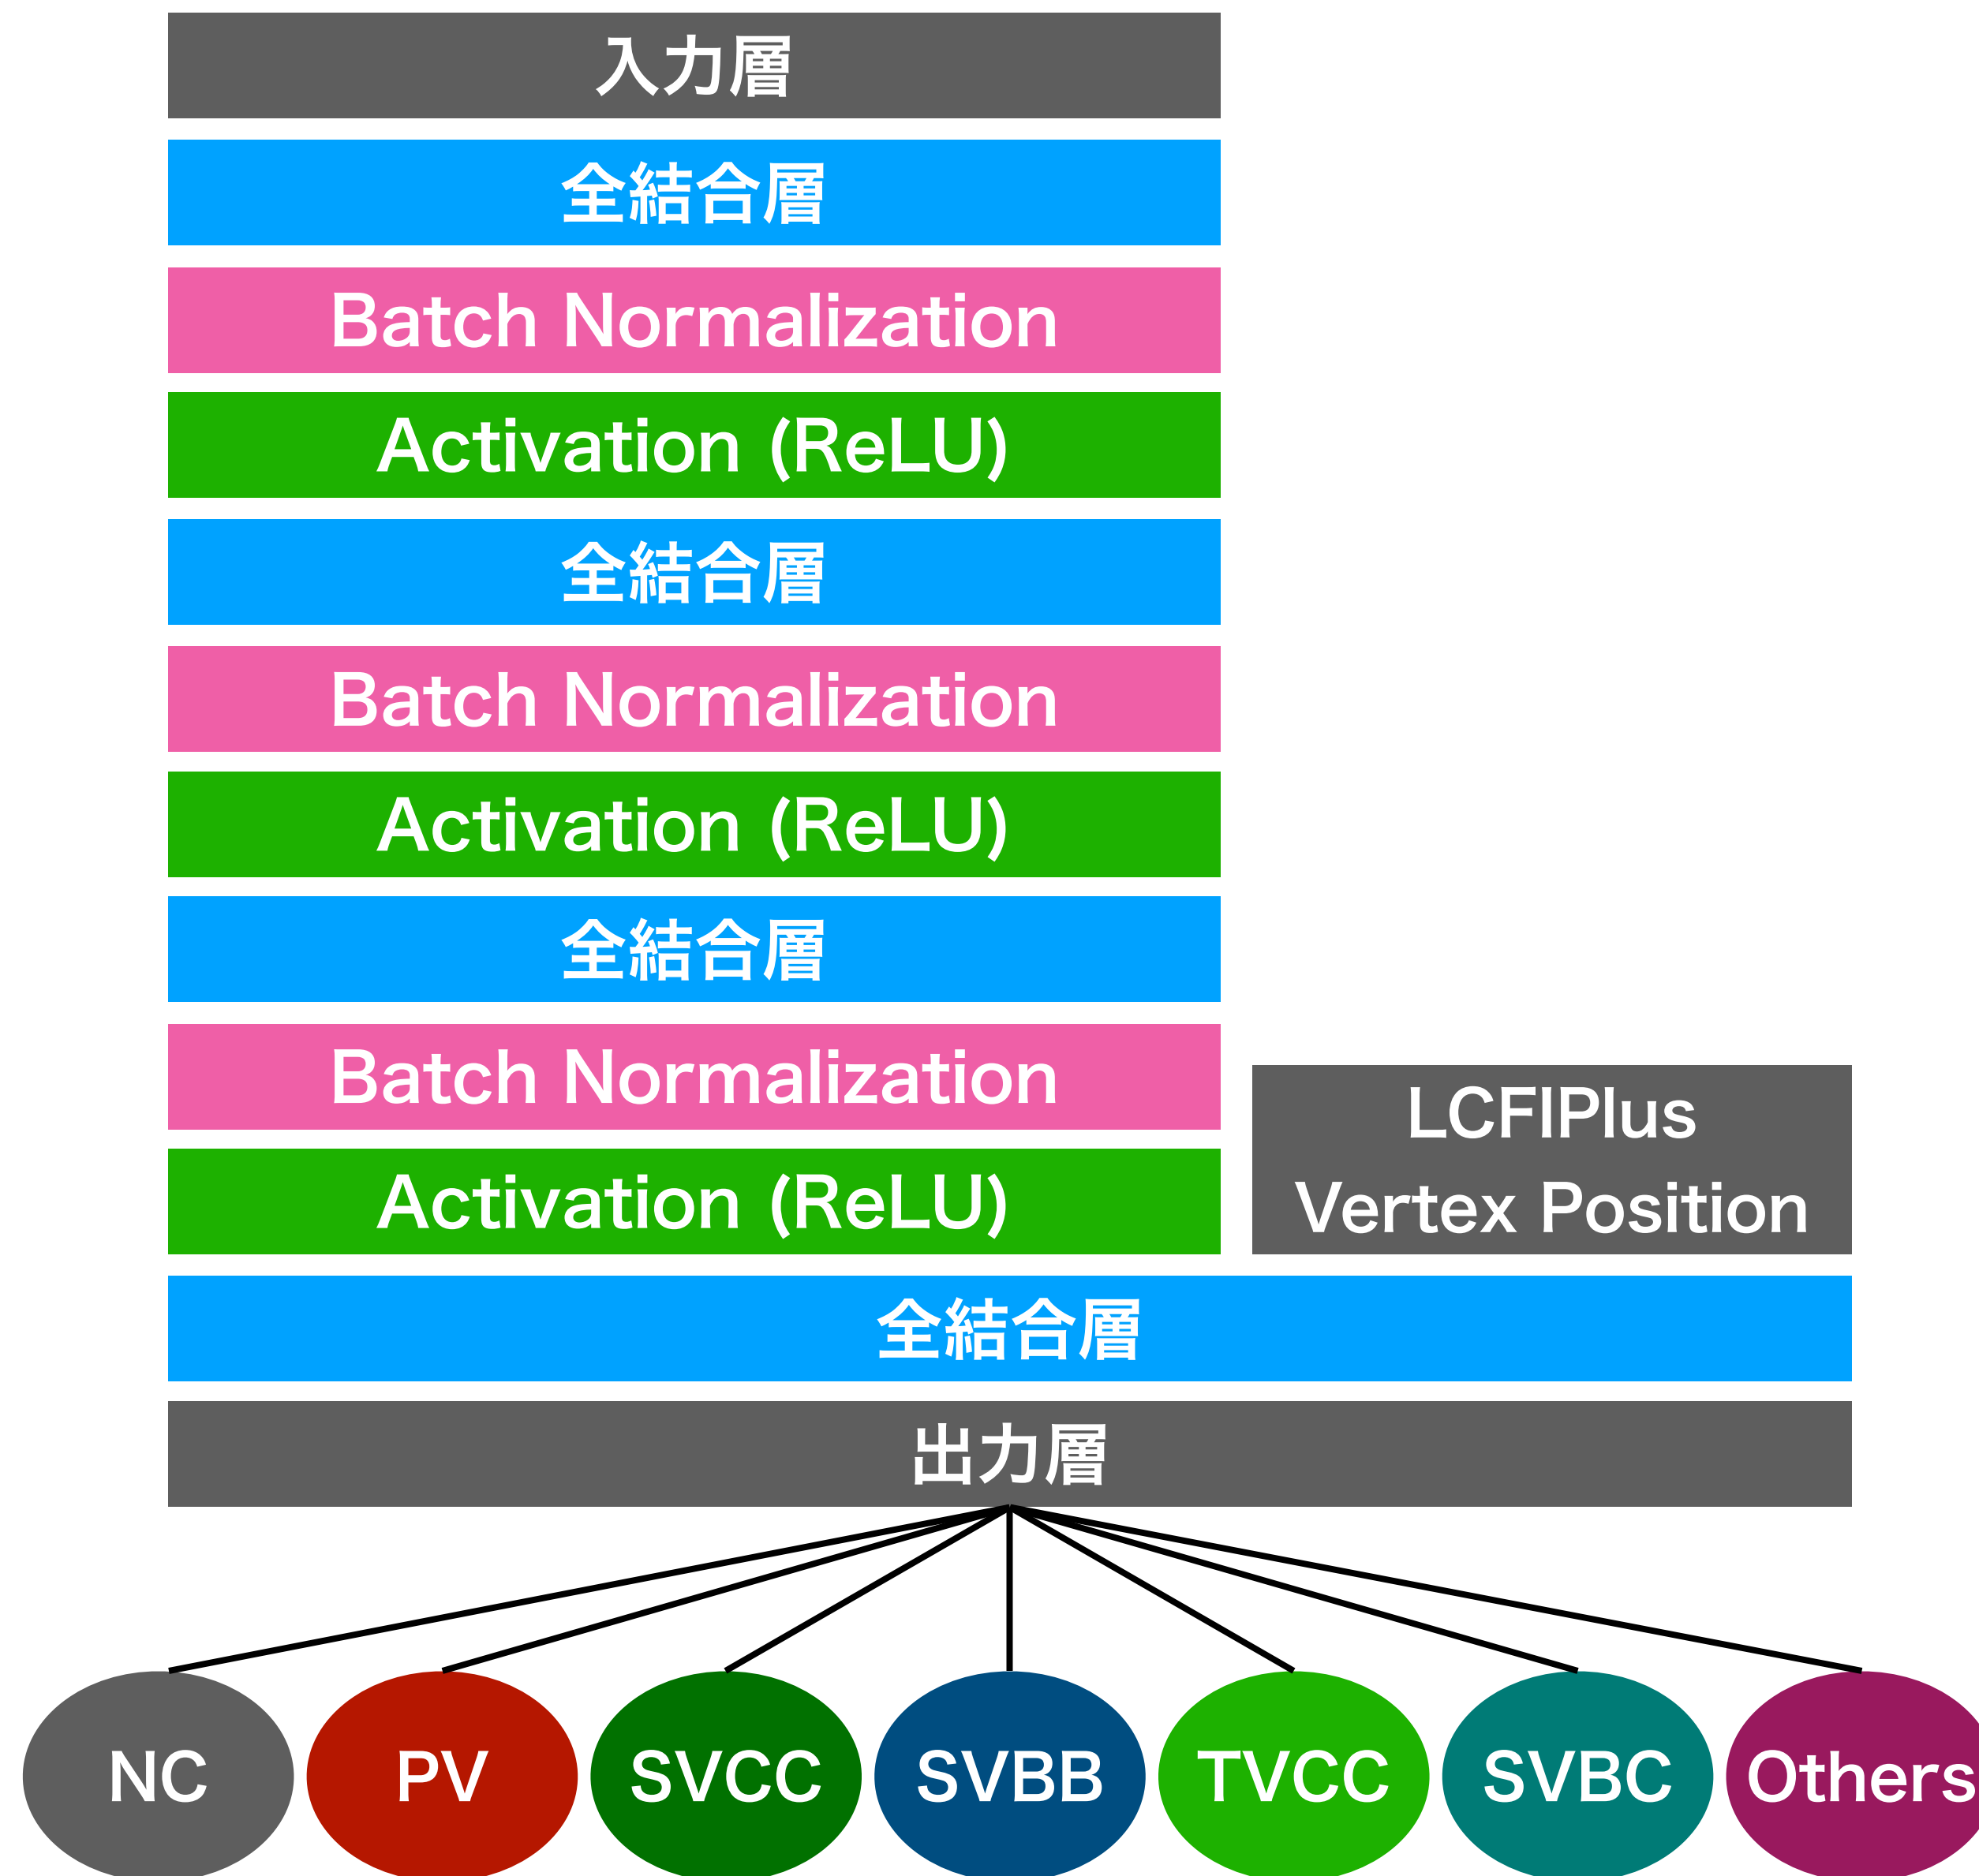 入力層
全結合層
Batch Normalization
Activation (ReLU)
全結合層
Batch Normalization
Activation (ReLU)
全結合層
Batch Normalization
Activation (ReLU)
LCFIPlus
Vertex Position
全結合層
出力層
NC
PV
SVCC
SVBB
TVCC
SVBC
Others